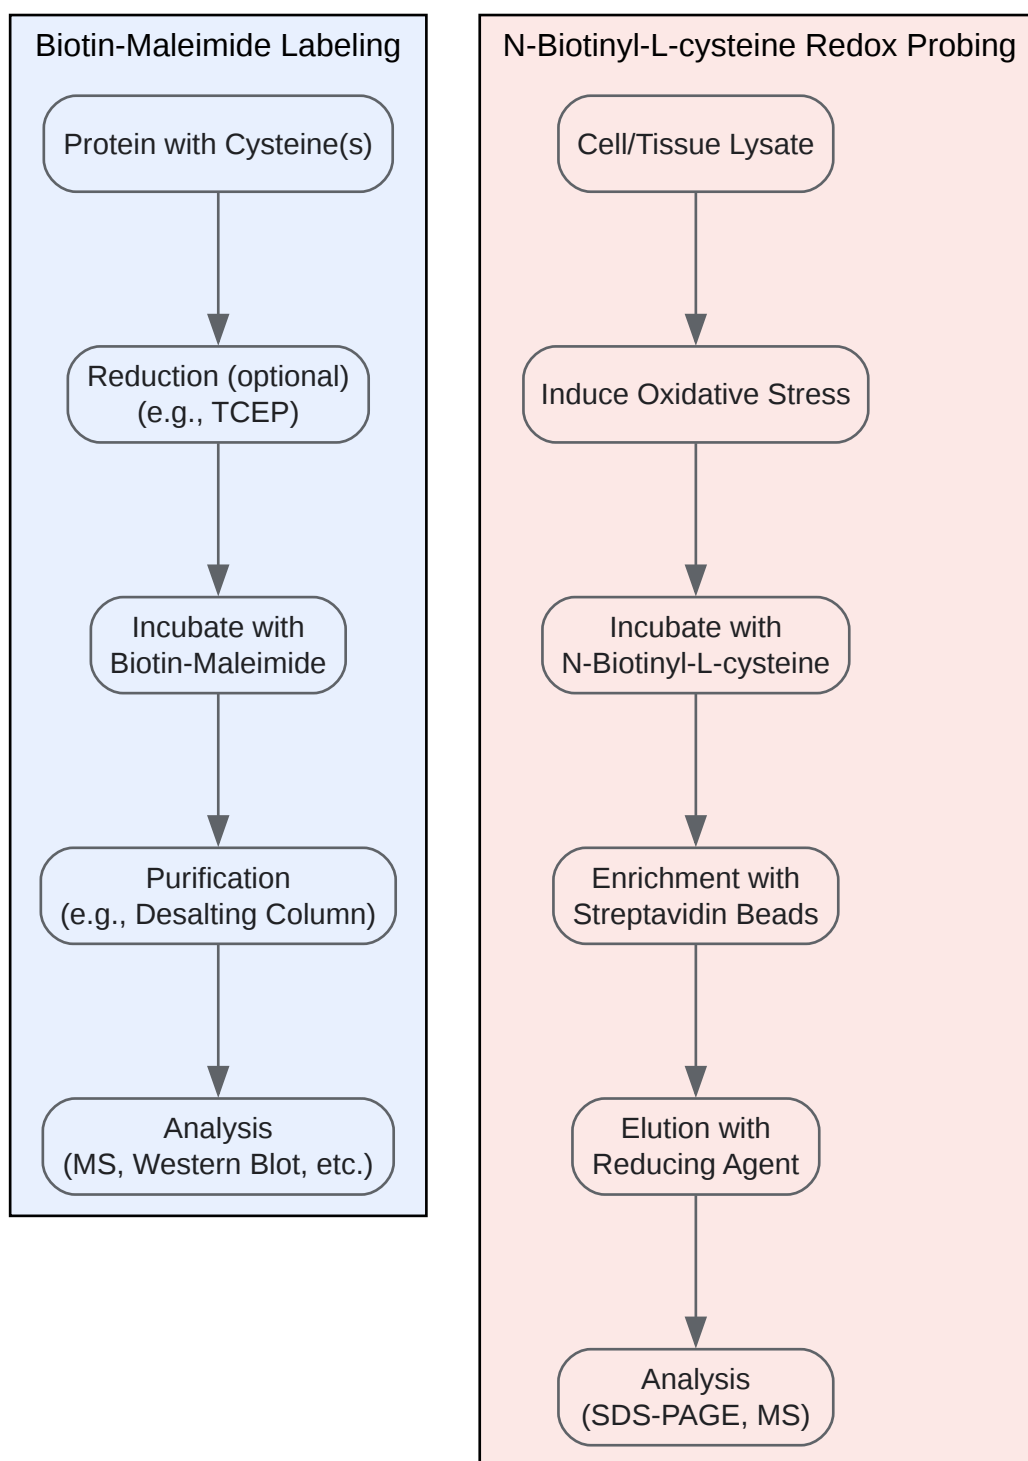 Biotin-Maleimide Labeling
Protein with Cysteine(s)
Reduction (optional)
(e.g., TCEP)
Incubate with
Biotin-Maleimide
Purification
(e.g., Desalting Column)
Analysis
(MS, Western Blot, etc.)
N-Biotinyl-L-cysteine Redox Probing
Cell/Tissue Lysate
Induce Oxidative Stress
Incubate with
N-Biotinyl-L-cysteine
Enrichment with
Streptavidin Beads
Elution with
Reducing Agent
Analysis
(SDS-PAGE, MS)